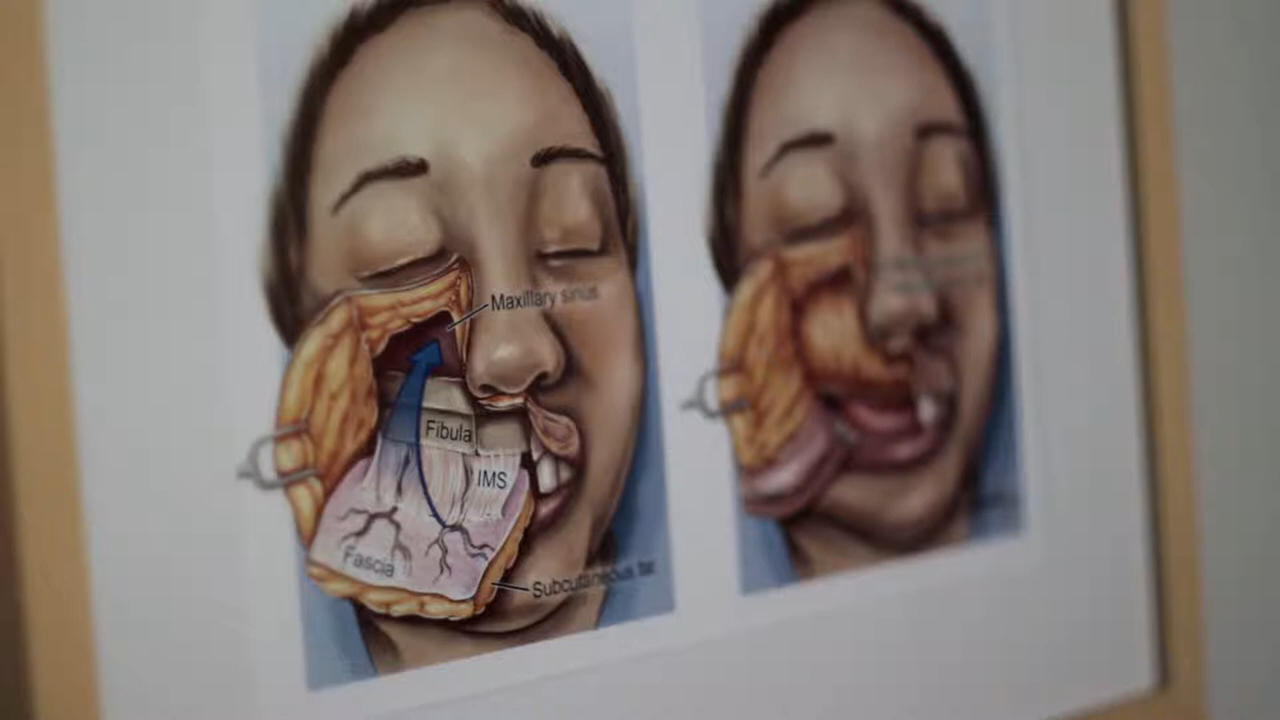 Maxillary sinus
Fibula
IMS
Fascia
Subcutaneous fat